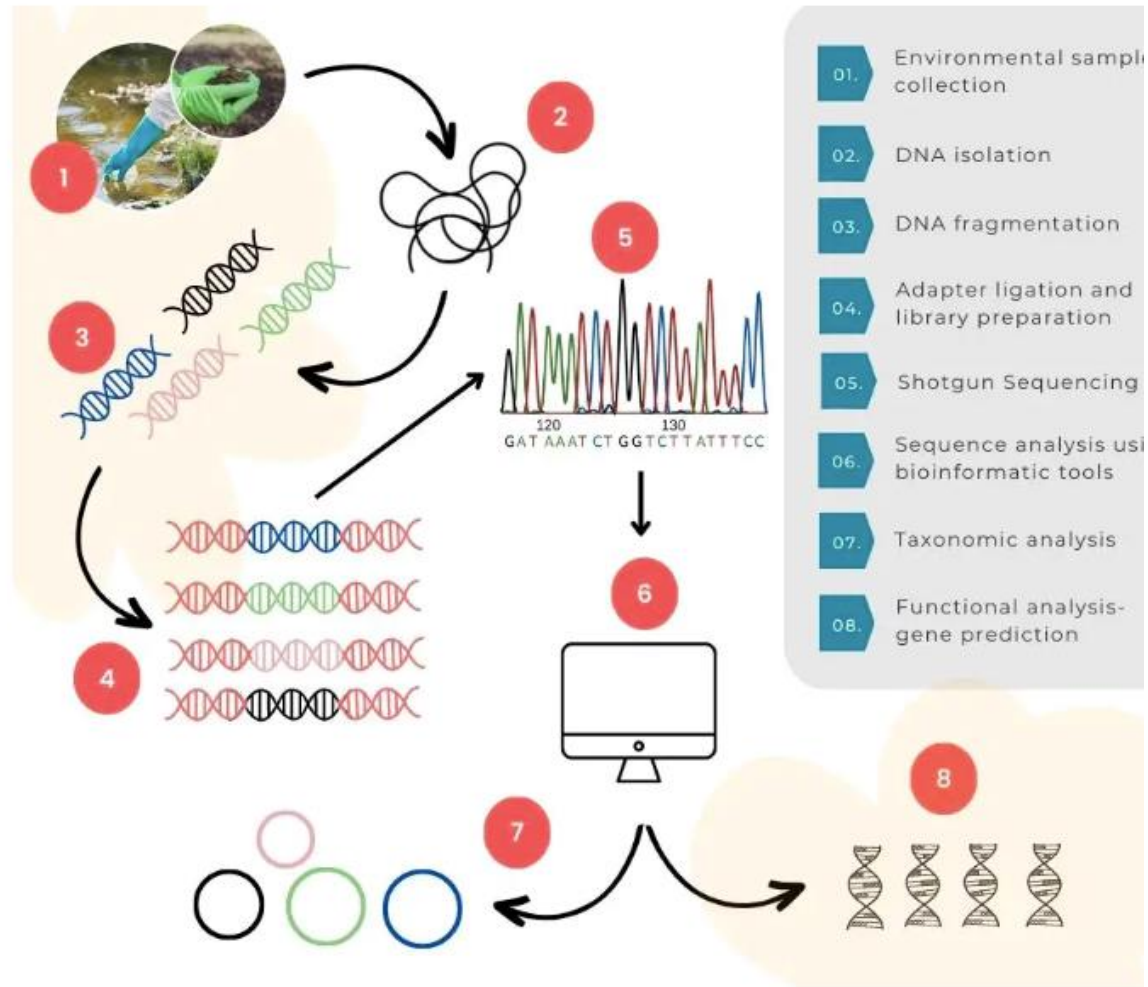 1
2
3
4
5
120
130
GATAAATCTGGTCTTATTTCC
6
7
8
01.
Environmental sample
collection
02.
DNA isolation
03.
DNA fragmentation
04.
Adapter ligation and
library preparation
05.
Shotgun Sequencing
06.
Sequence analysis usi
bioinformatic tools
07.
Taxonomic analysis
08.
Functional analysis-
gene prediction